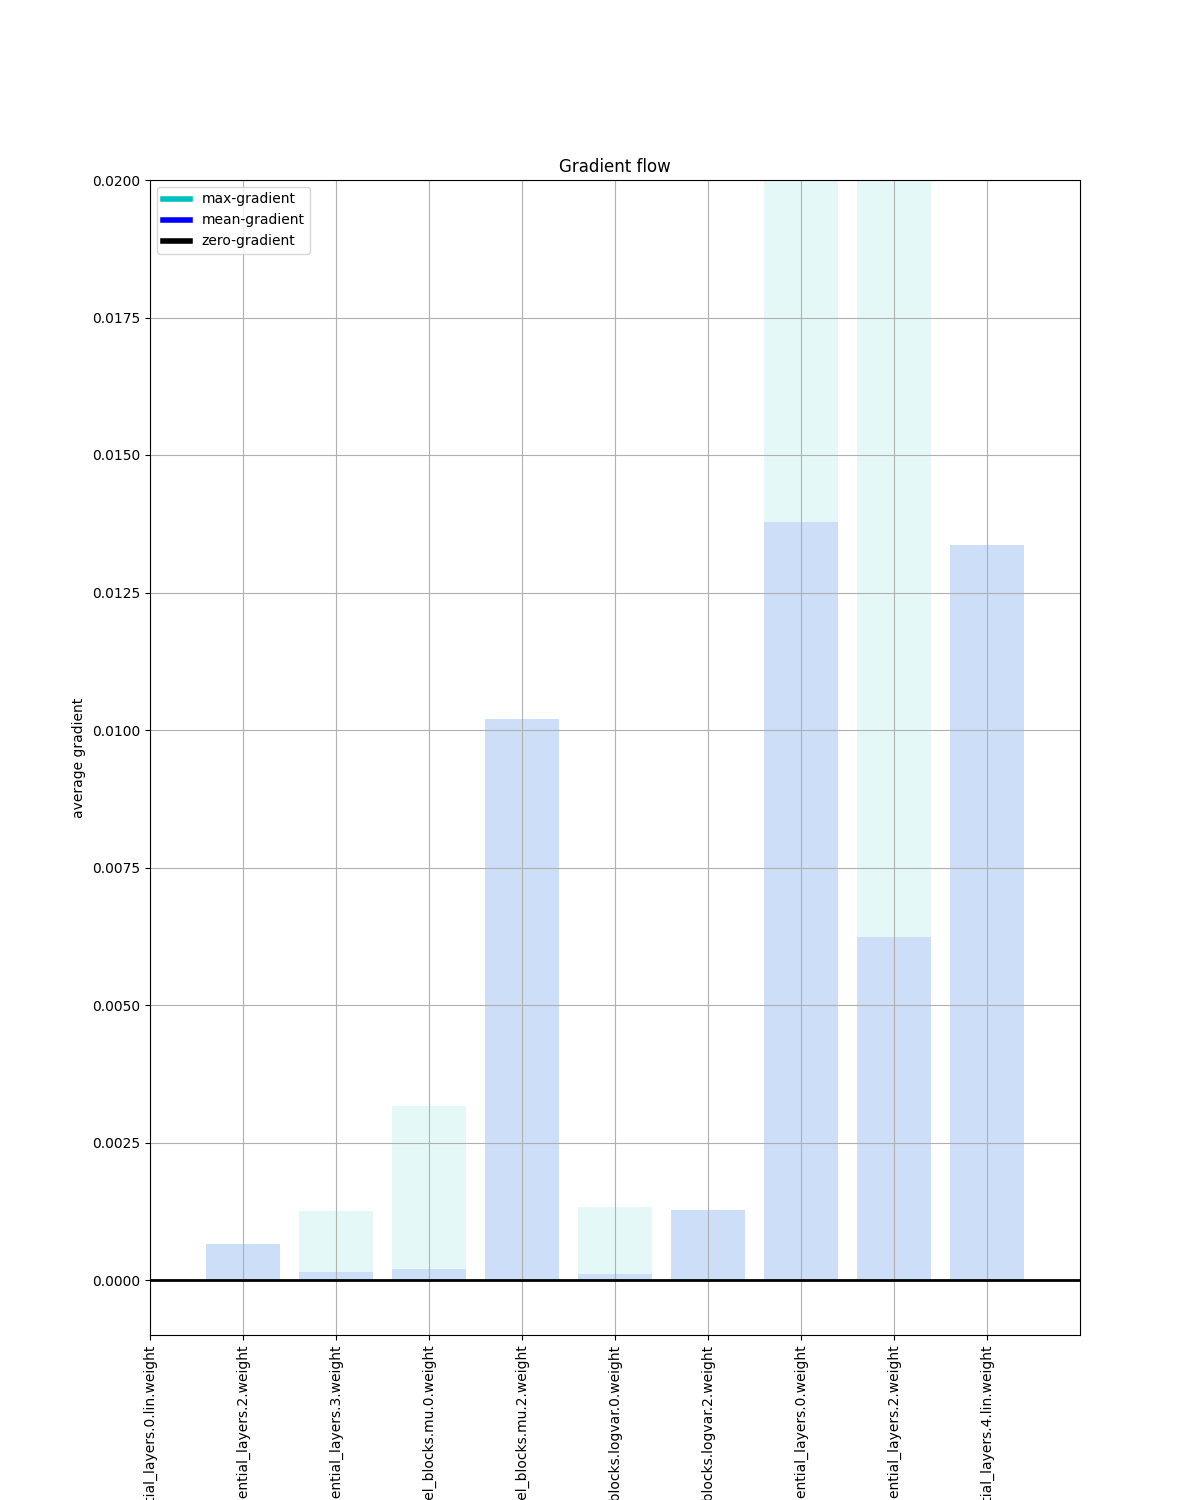 Gradient flow
max-gradient
mean-gradient
zero-gradient
0.0200
0.0175
0.0150
0.0125
0.0100
0.0075
0.0050
0.0025
0.0000
average gradient
tial_layers.0.lin.weight
ential_layers.2.weight
ential_layers.3.weight
el_blocks.mu.0.weight
el_blocks.mu.2.weight
blocks.logvar.0.weight
blocks.logvar.2.weight
ential_layers.0.weight
ential_layers.2.weight
tial_layers.4.lin.weight